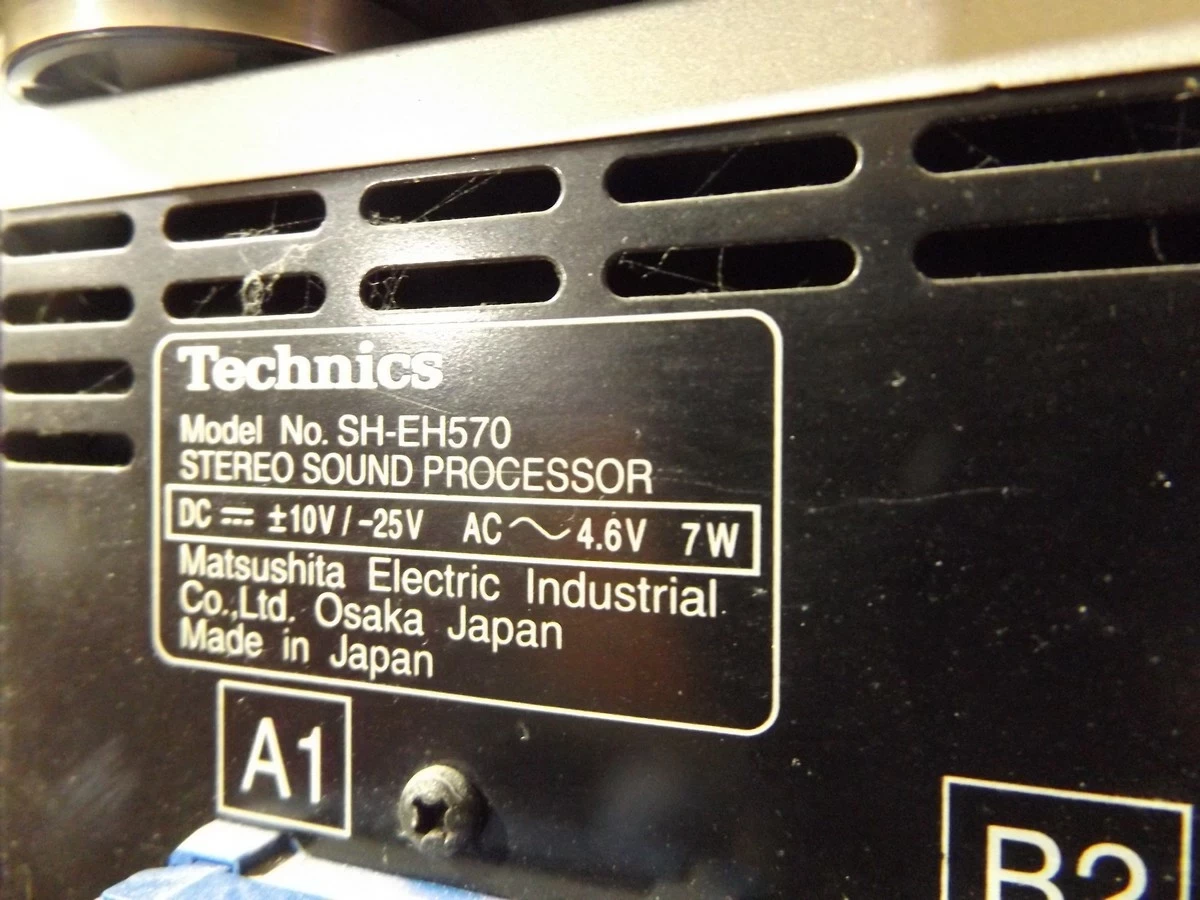 Technics
Model No. SH-EH570
STEREO SOUND PROCESSOR
DC ⎓ ±10V / -25V AC ~ 4.6V 7W
Matsushita Electric Industrial
Co.,Ltd. Osaka Japan
Made in Japan
A1
B2